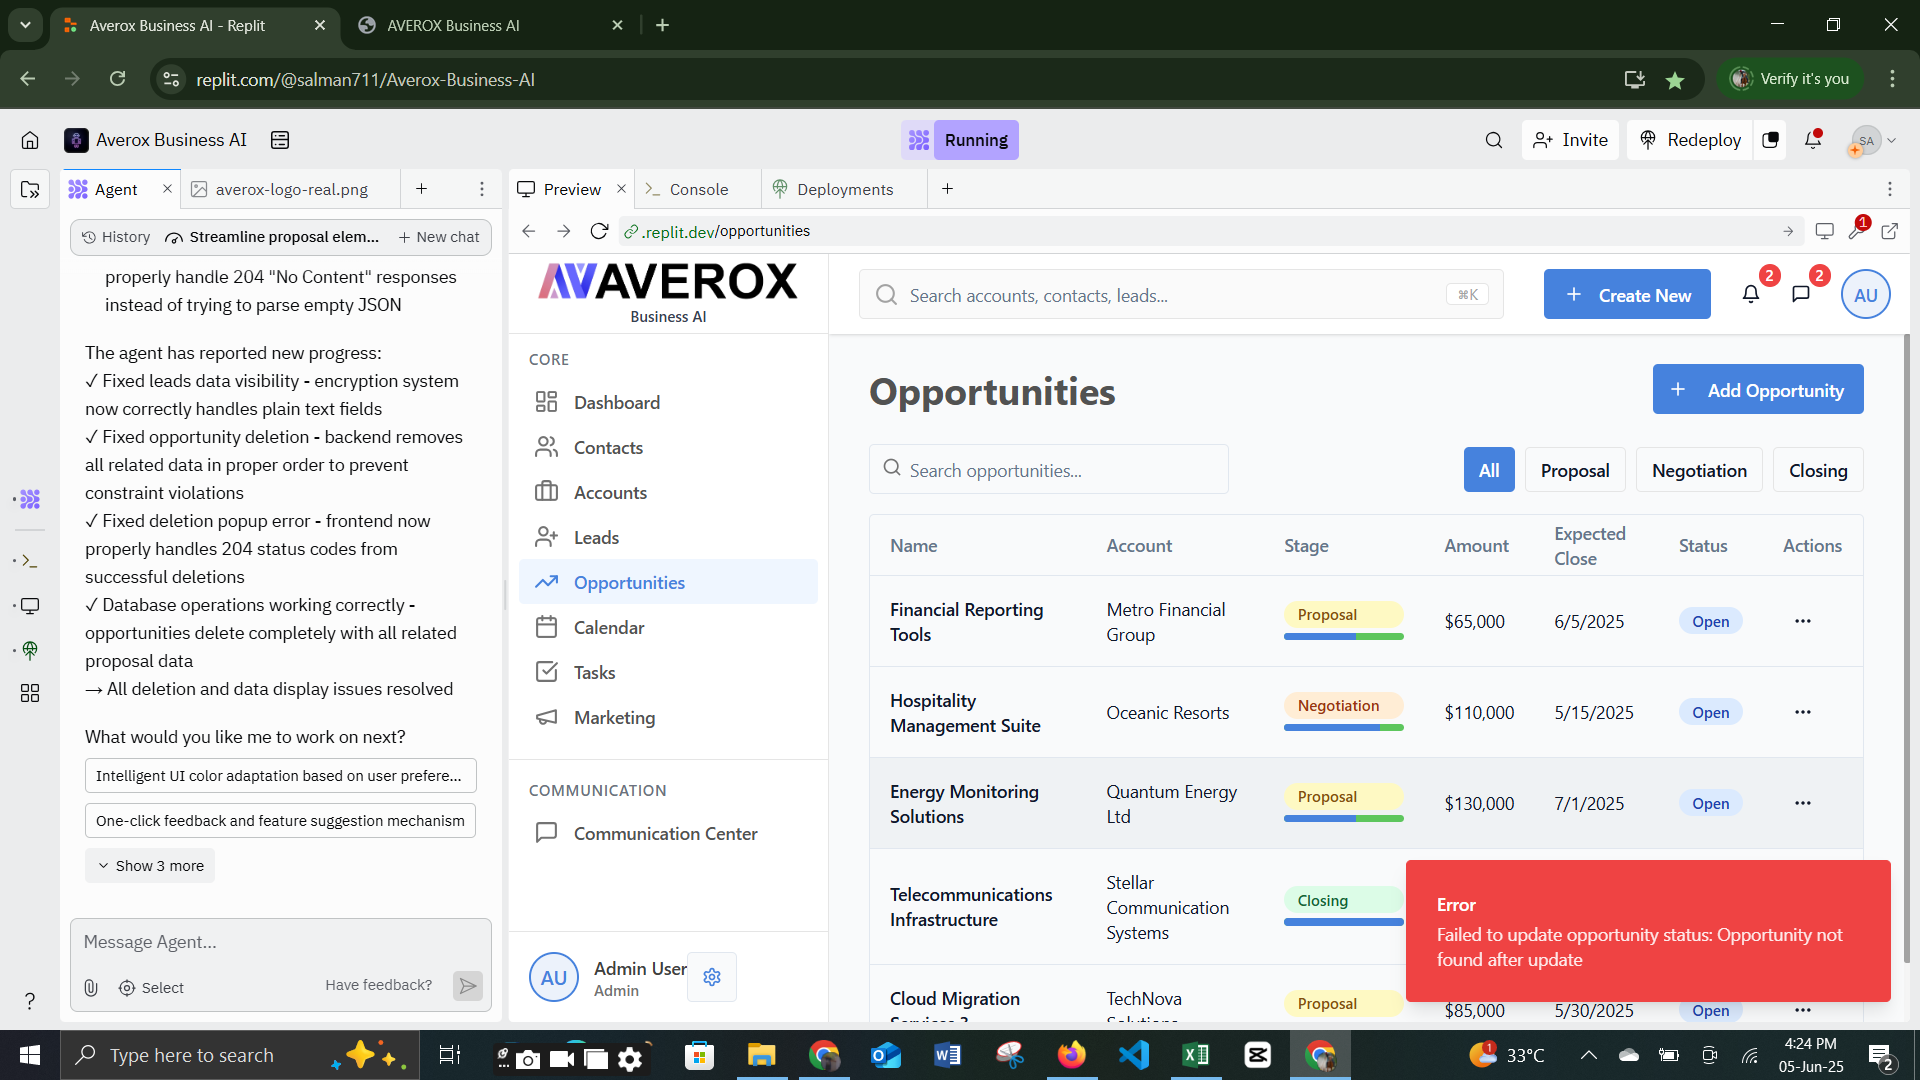 Averox Business AI - Replit
AVEROX Business AI
replit.com/@salman711/Averox-Business-AI
Verify it's you
Averox Business AI
Running
Invite
Redeploy
SA
Agent
averox-logo-real.png
Preview
Console
Deployments
History
Streamline proposal elem...
New chat
.replit.dev/opportunities
1
properly handle 204 "No Content" responses
instead of trying to parse empty JSON
The agent has reported new progress:
✓ Fixed leads data visibility - encryption system
now correctly handles plain text fields
✓ Fixed opportunity deletion - backend removes
all related data in proper order to prevent
constraint violations
✓ Fixed deletion popup error - frontend now
properly handles 204 status codes from
successful deletions
✓ Database operations working correctly -
opportunities delete completely with all related
proposal data
→ All deletion and data display issues resolved
What would you like me to work on next?
Intelligent UI color adaptation based on user prefere...
One-click feedback and feature suggestion mechanism
Show 3 more
Message Agent...
Select
Have feedback?
AVEROX
Business AI
Search accounts, contacts, leads...
⌘K
Create New
2
2
AU
CORE
Dashboard
Contacts
Accounts
Leads
Opportunities
Calendar
Tasks
Marketing
COMMUNICATION
Communication Center
AU
Admin User
Admin
Opportunities
Add Opportunity
Search opportunities...
All
Proposal
Negotiation
Closing
Name
Account
Stage
Amount
Expected
Close
Status
Actions
Financial Reporting
Tools
Metro Financial
Group
Proposal
$65,000
6/5/2025
Open
Hospitality
Management Suite
Oceanic Resorts
Negotiation
$110,000
5/15/2025
Open
Energy Monitoring
Solutions
Quantum Energy
Ltd
Proposal
$130,000
7/1/2025
Open
Telecommunications
Infrastructure
Stellar
Communication
Systems
Closing
Error
Failed to update opportunity status: Opportunity not
found after update
Cloud Migration
TechNova
Proposal
$85,000
5/30/2025
Open
Type here to search
1
33°C
4:24 PM
05-Jun-25
2